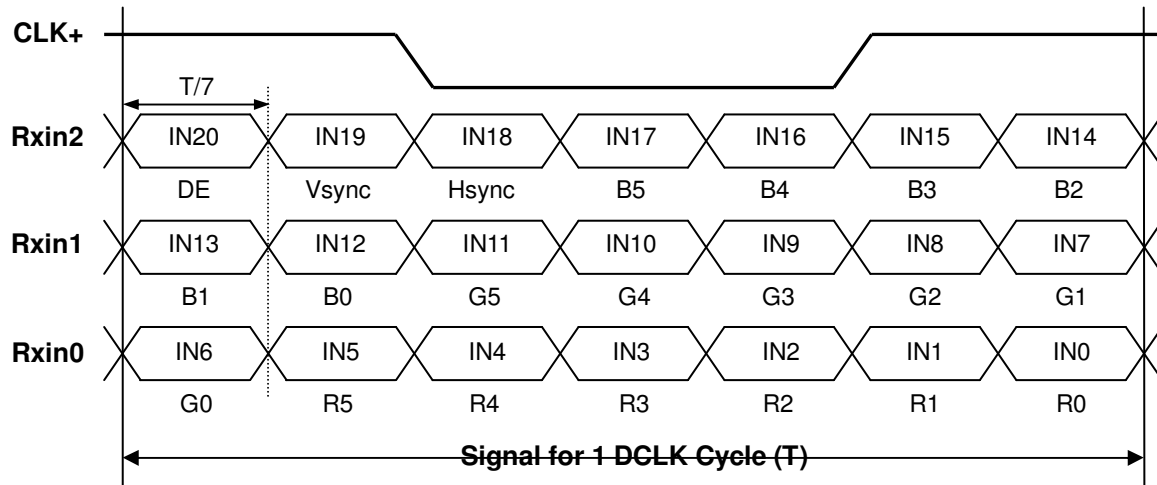 CLK+
T/7
Rxin2 IN20 IN19 IN18 IN17 IN16 IN15 IN14
DE Vsync Hsync B5 B4 B3 B2
Rxin1 IN13 IN12 IN11 IN10 IN9 IN8 IN7
B1 B0 G5 G4 G3 G2 G1
Rxin0 IN6 IN5 IN4 IN3 IN2 IN1 IN0
G0 R5 R4 R3 R2 R1 R0
Signal for 1 DCLK Cycle (T)